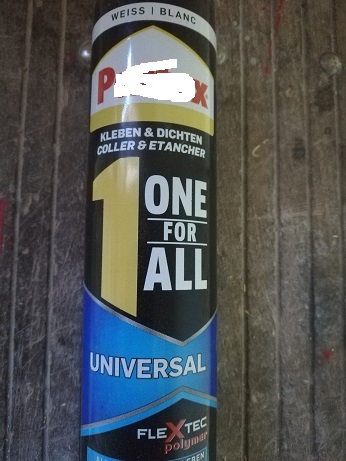 WEISS | BLANC
KLEBEN & DICHTEN
COLLER & ETANCHER
1 ONE
FOR
ALL
UNIVERSAL
FLEXTEC
polymer